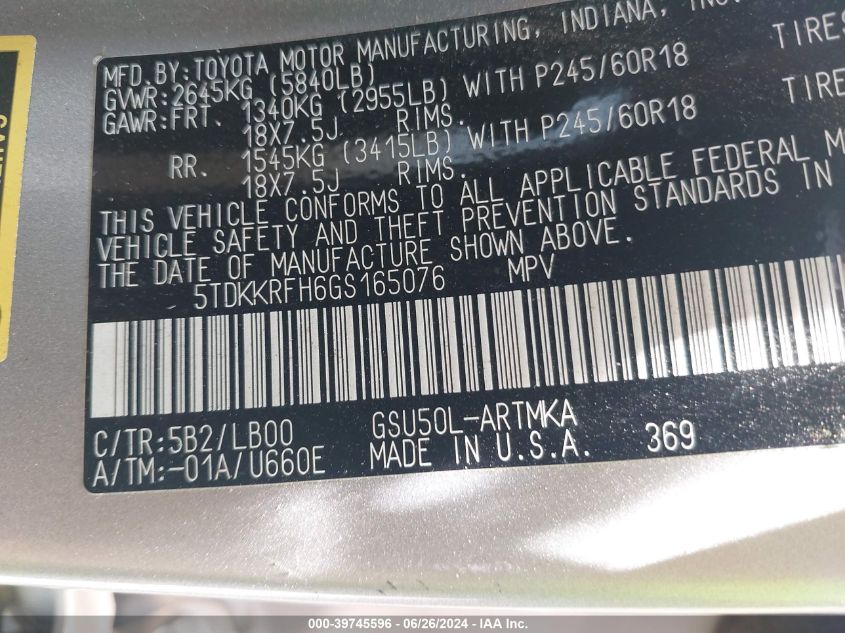 MFD.BY:TOYOTA MOTOR MANUFACTURING, INDIANA, INC.
GVWR:2645KG (5840LB)
GAWR:FRT. 1340KG (2955LB) WITH P245/60R18 TIRES
18X7.5J RIMS.
RR. 1545KG (3415LB) WITH P245/60R18 TIRE
18X7.5J RIMS.
THIS VEHICLE CONFORMS TO ALL APPLICABLE FEDERAL M
VEHICLE SAFETY AND THEFT PREVENTION STANDARDS IN
THE DATE OF MANUFACTURE SHOWN ABOVE.
5TDKKRFH6GS165076 MPV
C/TR:5B2/LB00 GSU50L-ARTMKA
A/TM:-01A/U660E MADE IN U.S.A. 369
000-39745596 - 06/26/2024 - IAA Inc.